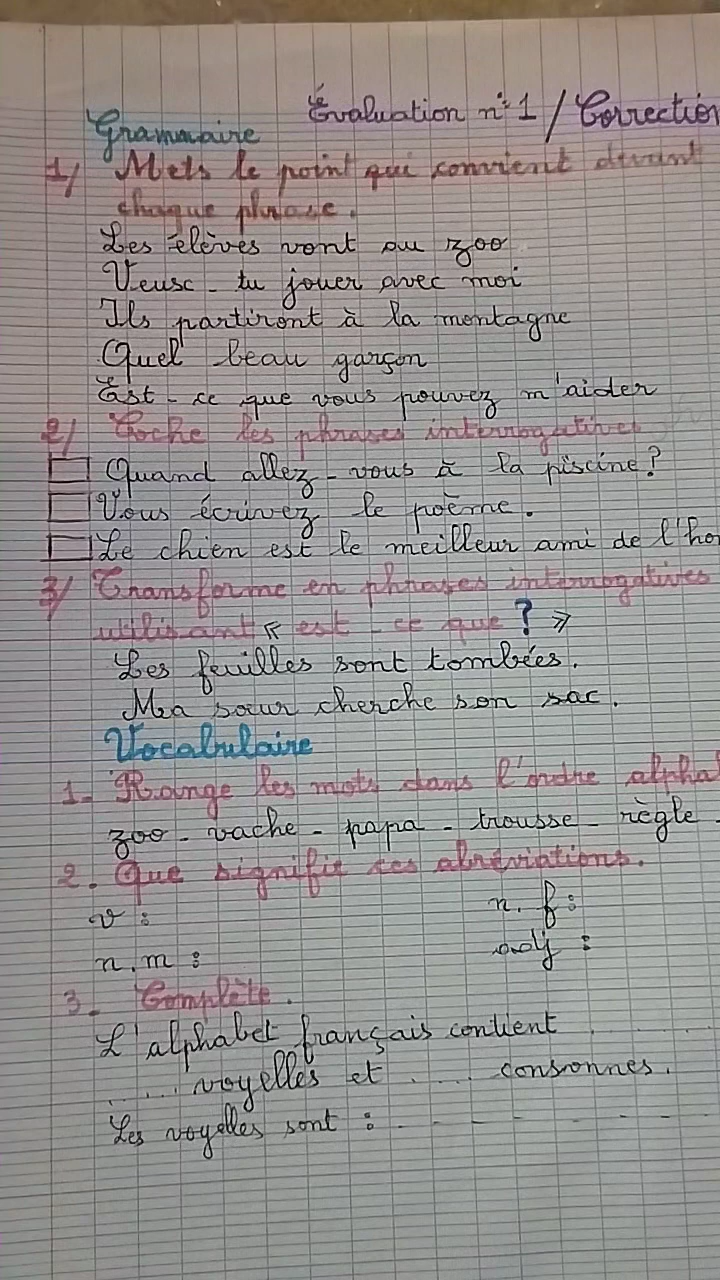 Évaluation n°1 / Correction
Grammaire
1/ Mets le point qui convient devant
chaque phrase.
Les élèves vont au zoo
Veux-tu jouer avec moi
Ils partiront à la montagne
Quel beau garçon
Est-ce que vous pouvez m'aider
2/ Coche les phrases interrogatives
Quand allez-vous à la piscine ?
Vous écrivez le poème.
Le chien est le meilleur ami de l'ho
3/ Transforme en phrases interrogatives
utilisant « est-ce que ? »
Les feuilles sont tombées.
Ma sœur cherche son sac.
Vocabulaire
1- Range les mots dans l'ordre alpha
zoo - vache - papa - trousse - règle -
2. Que signifie ces abréviations.
v : n.f :
n.m : adj :
3- Complète.
L'alphabet français contient ........
...... voyelles et ..... consonnes.
Les voyelles sont : - - - - - - -